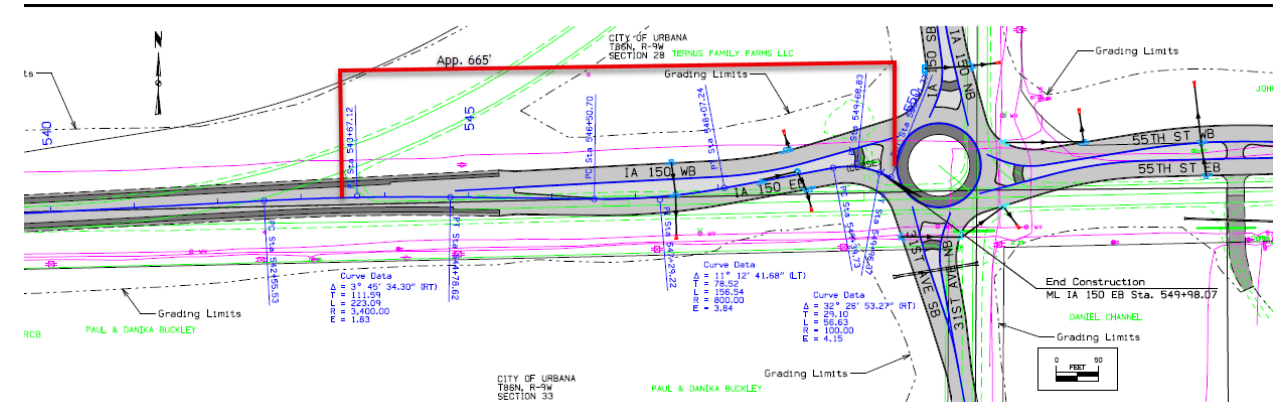 CITY OF URBANA
T86N, R-9W
SECTION 28
TERNUS FAMILY FARMS LLC
App. 665'
Grading Limits
Grading Limits
N
ts
JOH
540
545
550
PI Sta 543+67.12
PC Sta 546+50.70
PT Sta 548+07.24
PI Sta 549+68.83
IA 150 SB
IA 150 NB
55TH ST WB
55TH ST EB
IA 150 WB
IA 150 EB
PC Sta 542+55.53
PT Sta 544+78.62
PI Sta 547+29.22
31ST AVE SB
31ST AVE NB
Curve Data
Δ = 3° 45' 34.30" (RT)
T = 111.59
L = 223.09
R = 3,400.00
E = 1.83
Curve Data
Δ = 11° 12' 41.68" (LT)
T = 78.52
L = 156.54
R = 800.00
E = 3.84
Curve Data
Δ = 32° 26' 53.27" (RT)
T = 29.10
L = 56.63
R = 100.00
E = 4.15
End Construction
ML IA 150 EB Sta. 549+98.07
DANIEL CHANNEL
Grading Limits
Grading Limits
RCB
PAUL & DANIKA BUCKLEY
0 50
FEET
Grading Limits
CITY OF URBANA
T86N, R-9W
SECTION 33
PAUL & DANIKA BUCKLEY